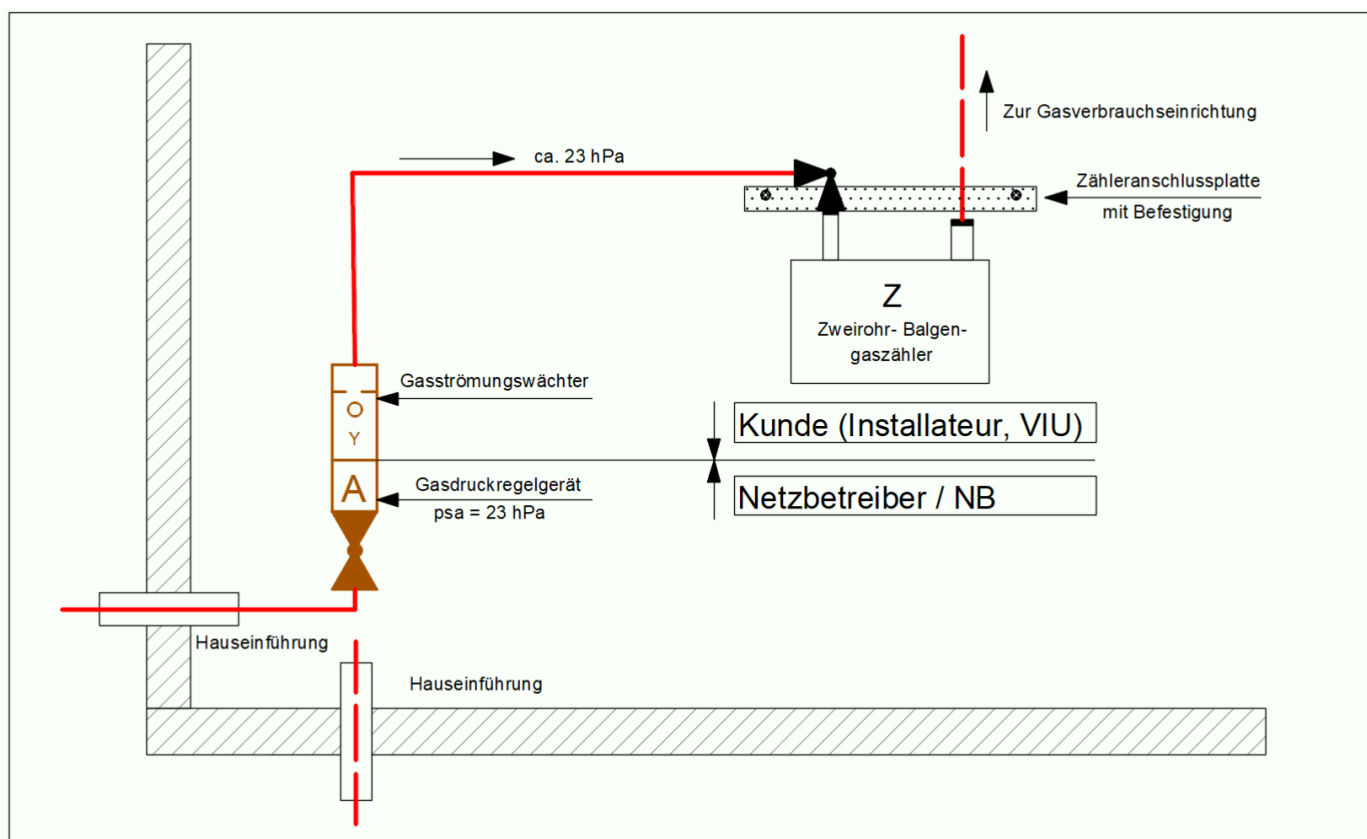 Zur Gasverbrauchseinrichtung
ca. 23 hPa
Zähleranschlussplatte
mit Befestigung
Z
Zweirohr- Balgen-
gaszähler
Gasströmungswächter
Y
Kunde (Installateur, VIU)
A
Gasdruckregelgerät
psa = 23 hPa
Netzbetreiber / NB
Hauseinführung
Hauseinführung